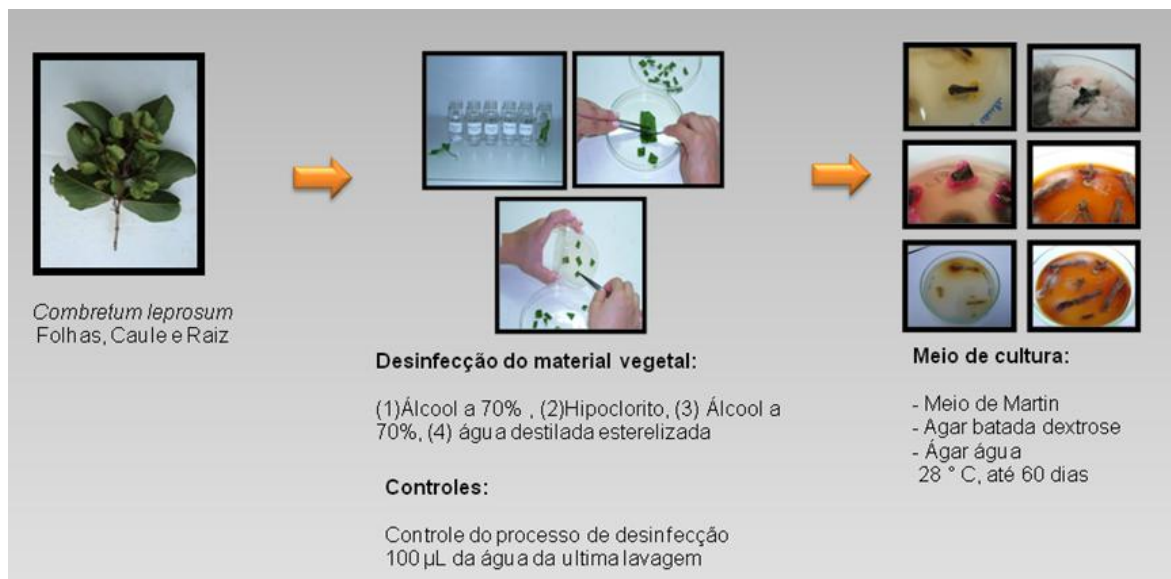 Combretum leprosum
Folhas, Caule e Raiz
Desinfecção do material vegetal:
(1)Álcool a 70% , (2)Hipoclorito, (3) Álcool a
70%, (4) água destilada esterelizada
Controles:
Controle do processo de desinfecção
100 µL da água da ultima lavagem
Meio de cultura:
- Meio de Martin
- Agar batada dextrose
- Ágar água
28 ° C, até 60 dias